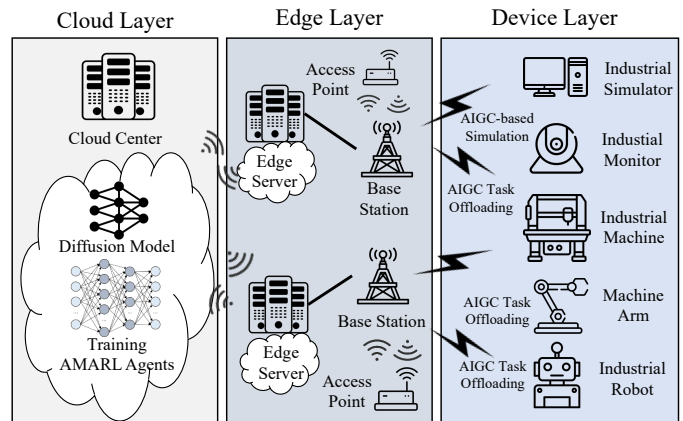 Cloud Layer
Edge Layer
Device Layer
Cloud Center
Diffusion Model
Training
AMARL Agents
Access
Point
Edge
Server
Base
Station
Base Station
Edge
Server
Access
Point
AIGC-based
Simulation
AIGC Task
Offloading
AIGC Task
Offloading
AIGC Task
Offloading
Industrial
Simulator
Industial
Monitor
Industrial
Machine
Machine
Arm
Industrial
Robot